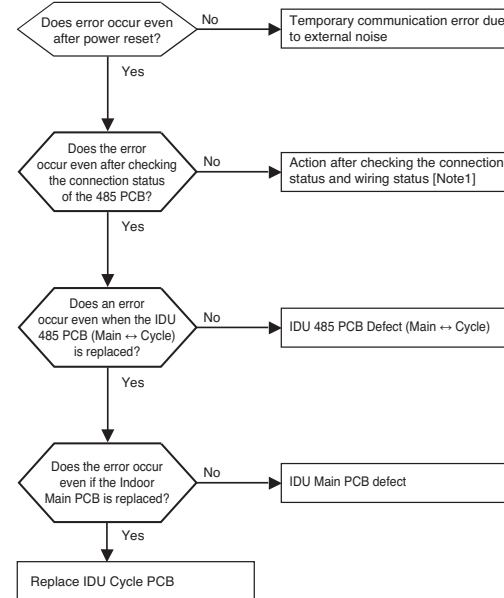 Does error occur even
after power reset?
No
Temporary communication error due
to external noise
Yes
Does the error
occur even after checking
the connection status
of the 485 PCB?
No
Action after checking the connection
status and wiring status [Note1]
Yes
Does an error
occur even when the IDU
485 PCB (Main ↔ Cycle)
is replaced?
No
IDU 485 PCB Defect (Main ↔ Cycle)
Yes
Does the error occur
even if the Indoor
Main PCB is replaced?
No
IDU Main PCB defect
Yes
Replace IDU Cycle PCB